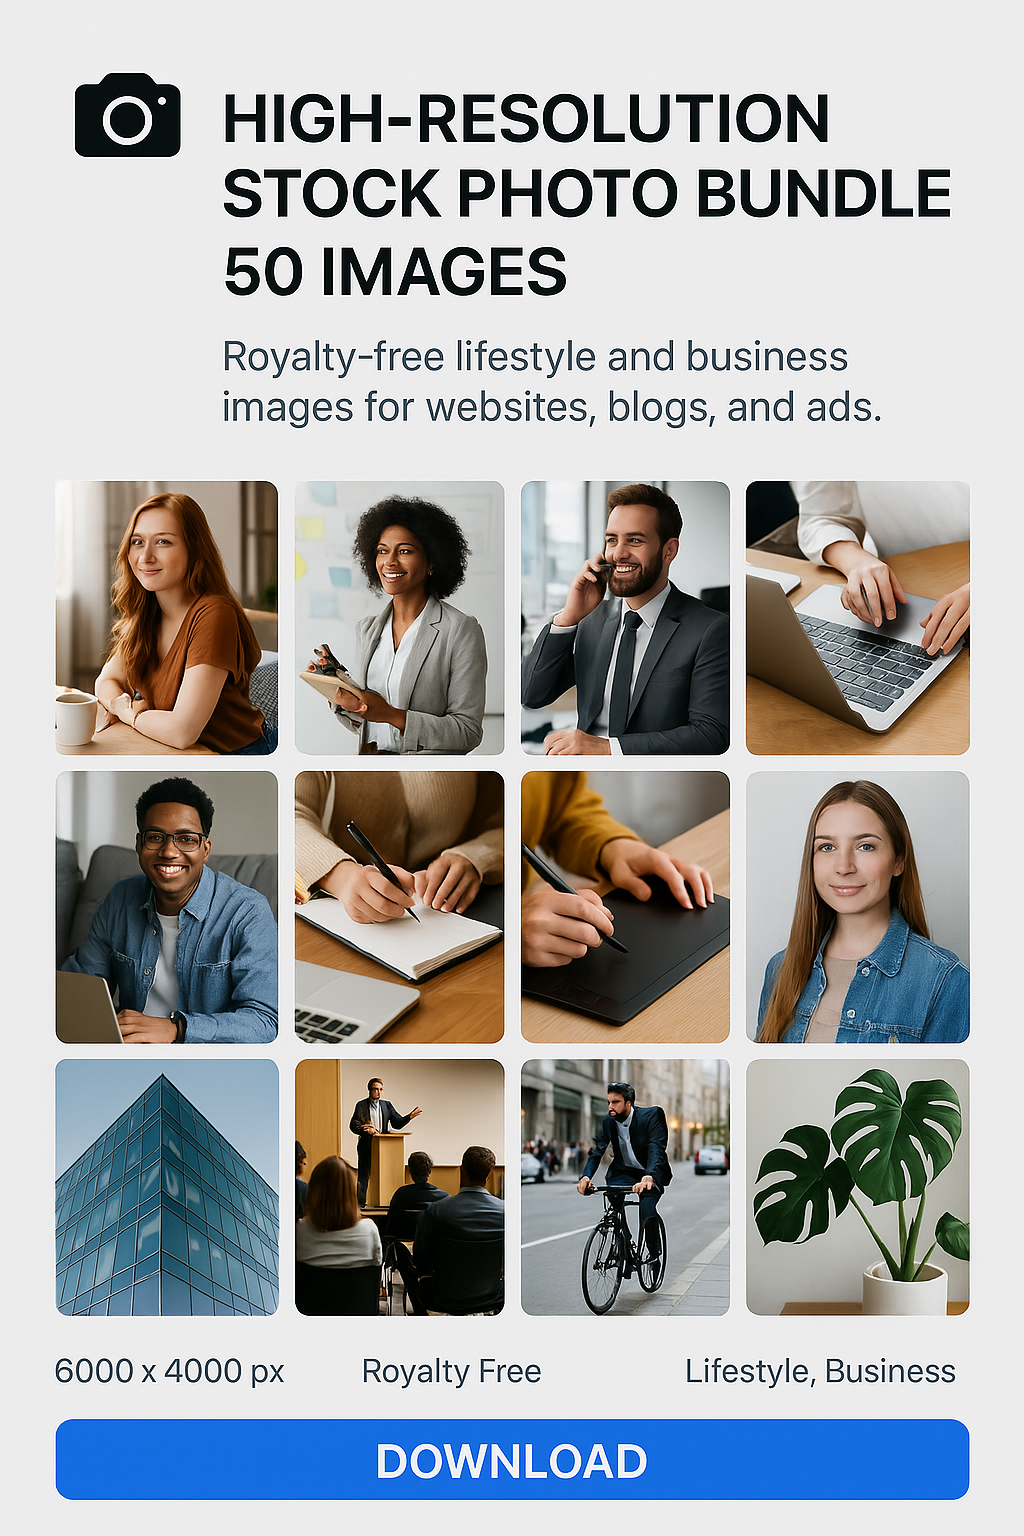 HIGH-RESOLUTION
STOCK PHOTO BUNDLE
50 IMAGES
Royalty-free lifestyle and business
images for websites, blogs, and ads.
6000 x 4000 px
Royalty Free
Lifestyle, Business
DOWNLOAD